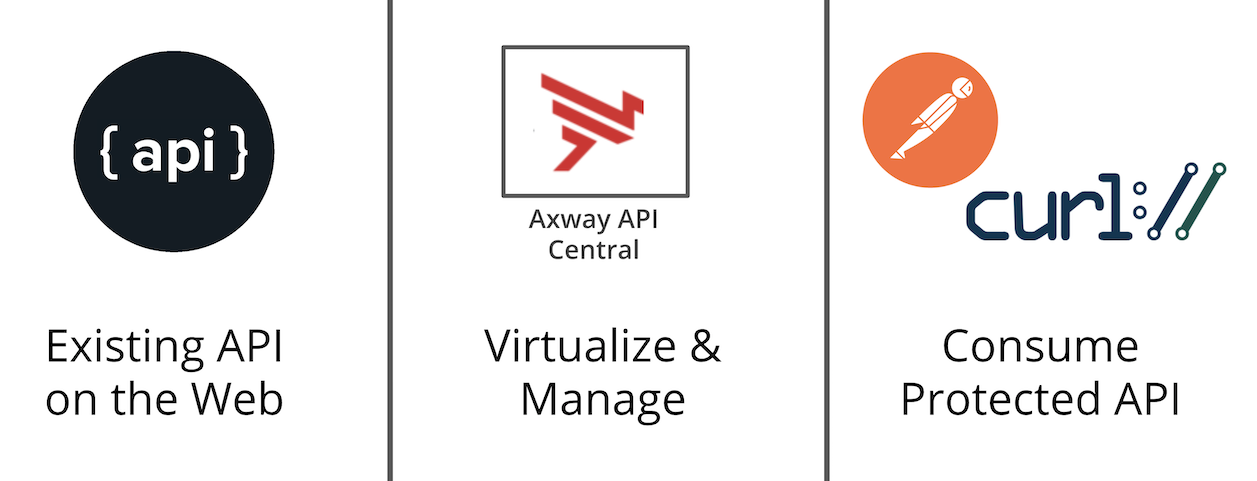 { api }
Existing API
on the Web
Axway API
Central
Virtualize &
Manage
curl://
Consume
Protected API